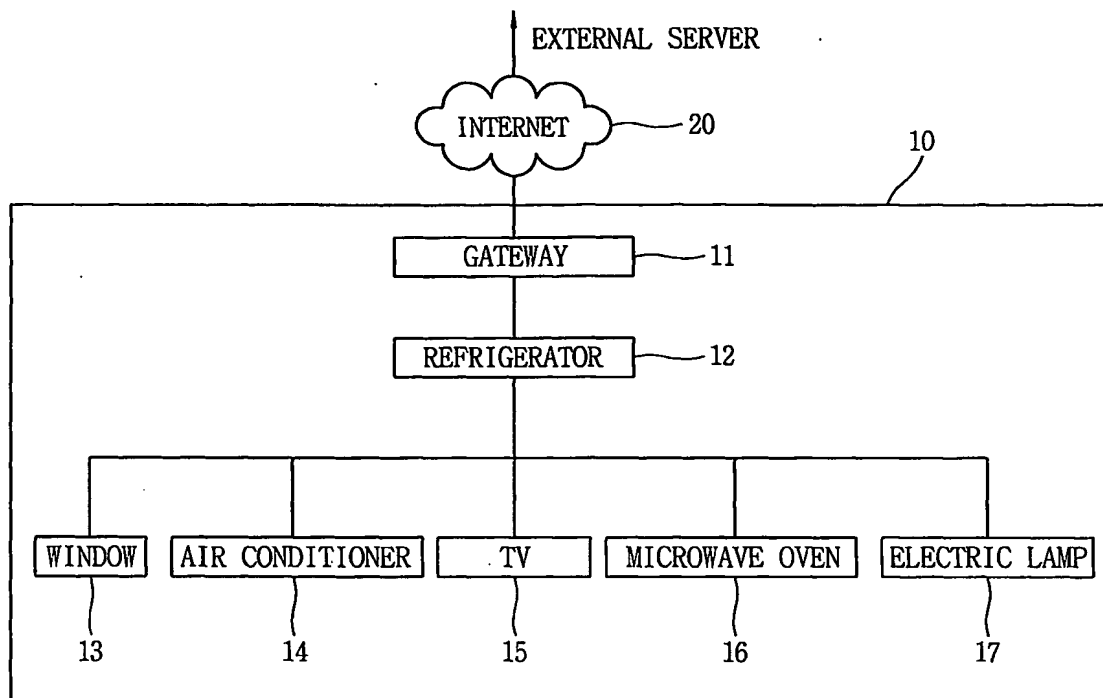 EXTERNAL SERVER
INTERNET
20
10
GATEWAY
11
REFRIGERATOR
12
WINDOW AIR CONDITIONER TV MICROWAVE OVEN ELECTRIC LAMP
13 14 15 16 17